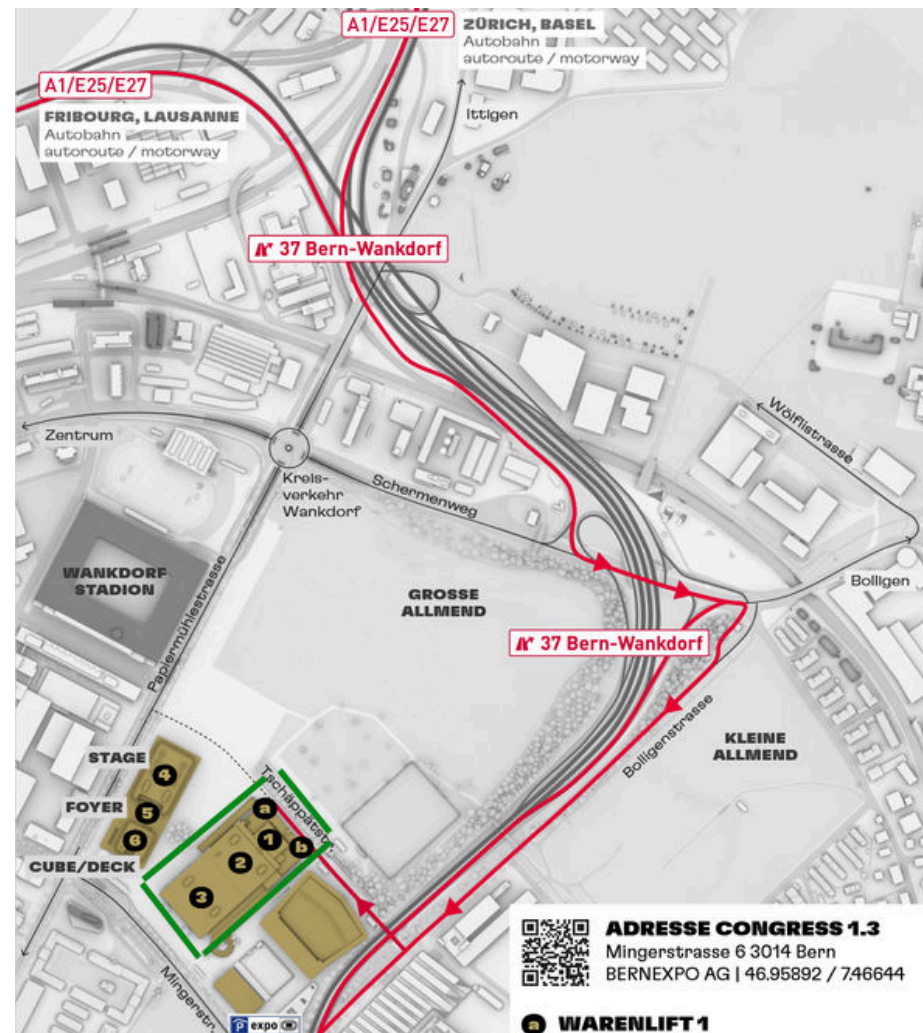 A1/E25/E27
ZÜRICH, BASEL
Autobahn
autoroute / motorway
A1/E25/E27
FRIBOURG, LAUSANNE
Autobahn
autoroute / motorway
Ittigen
37 Bern-Wankdorf
Wölflistrasse
Zentrum
Kreis-
verkehr
Wankdorf
Schermenweg
WANKDORF
STADION
Papiermühlestrasse
GROSSE
ALLMEND
Bolligen
37 Bern-Wankdorf
Bolligenstrasse
KLEINE
ALLMEND
STAGE
4
FOYER
5
6
CUBE/DECK
Tschäppätstr.
a
1
b
2
3
Mingerstr.
P expo
ADRESSE CONGRESS 1.3
Mingerstrasse 6 3014 Bern
BERNEXPO AG | 46.95892 / 7.46644
a WARENLIFT 1